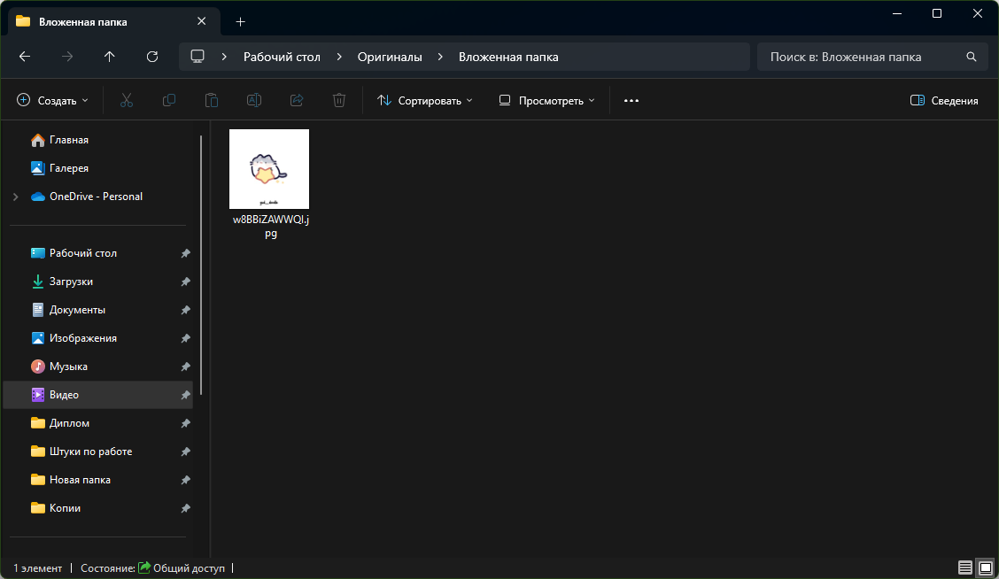 Вложенная папка
Рабочий стол > Оригиналы > Вложенная папка
Поиск в: Вложенная папка
Создать
Сортировать
Просмотреть
Сведения
Главная
Галерея
OneDrive - Personal
Рабочий стол
Загрузки
Документы
Изображения
Музыка
Видео
Диплом
Штуки по работе
Новая папка
Копии
w8BBiZAWWQI.j
pg
1 элемент
Состояние: Общий доступ